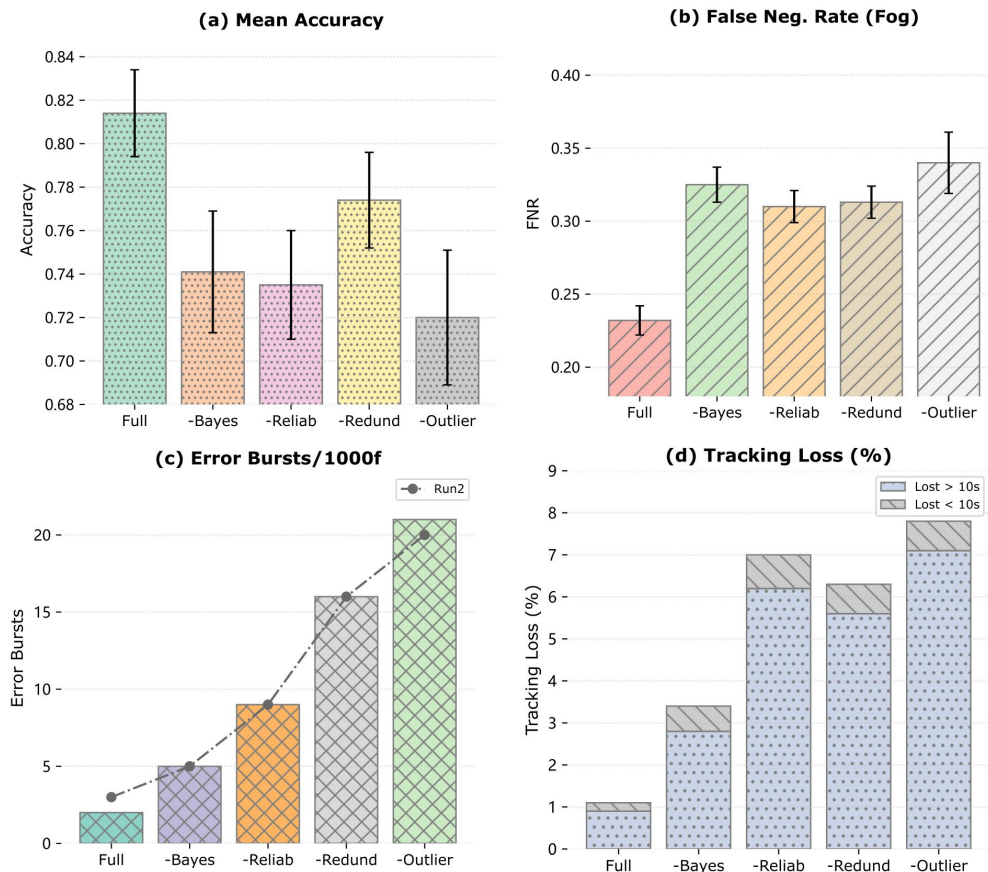 (a) Mean Accuracy
Accuracy
0.84
0.82
0.80
0.78
0.76
0.74
0.72
0.70
0.68
Full
-Bayes
-Reliab
-Redund
-Outlier
(b) False Neg. Rate (Fog)
FNR
0.40
0.35
0.30
0.25
0.20
Full
-Bayes
-Reliab
-Redund
-Outlier
(c) Error Bursts/1000f
Run2
Error Bursts
20
15
10
5
0
Full
-Bayes
-Reliab
-Redund
-Outlier
(d) Tracking Loss (%)
Lost > 10s
Lost < 10s
Tracking Loss (%)
9
8
7
6
5
4
3
2
1
0
Full
-Bayes
-Reliab
-Redund
-Outlier